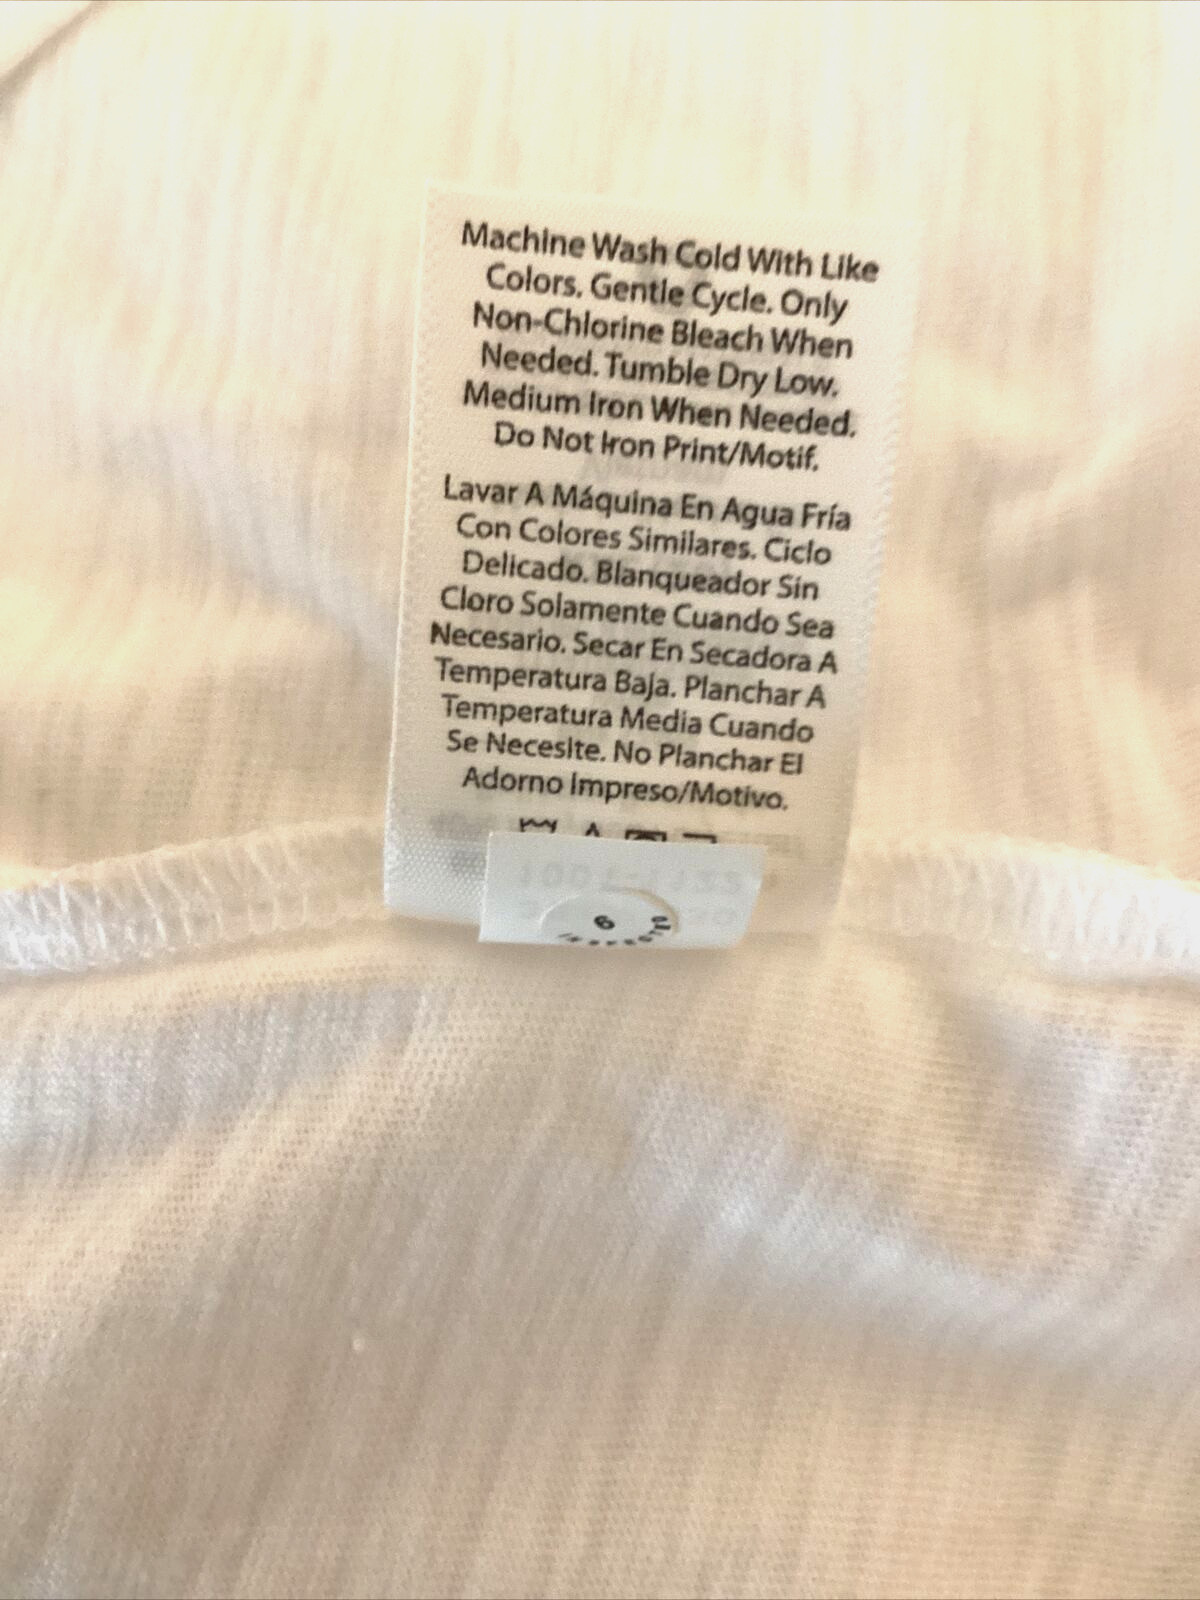 Machine Wash Cold With Like
Colors. Gentle Cycle. Only
Non-Chlorine Bleach When
Needed. Tumble Dry Low.
Medium Iron When Needed.
Do Not Iron Print/Motif.
Lavar A Máquina En Agua Fría
Con Colores Similares. Ciclo
Delicado. Blanqueador Sin
Cloro Solamente Cuando Sea
Necesario. Secar En Secadora A
Temperatura Baja. Planchar A
Temperatura Media Cuando
Se Necesite. No Planchar El
Adorno Impreso/Motivo.
6
INSPECTED